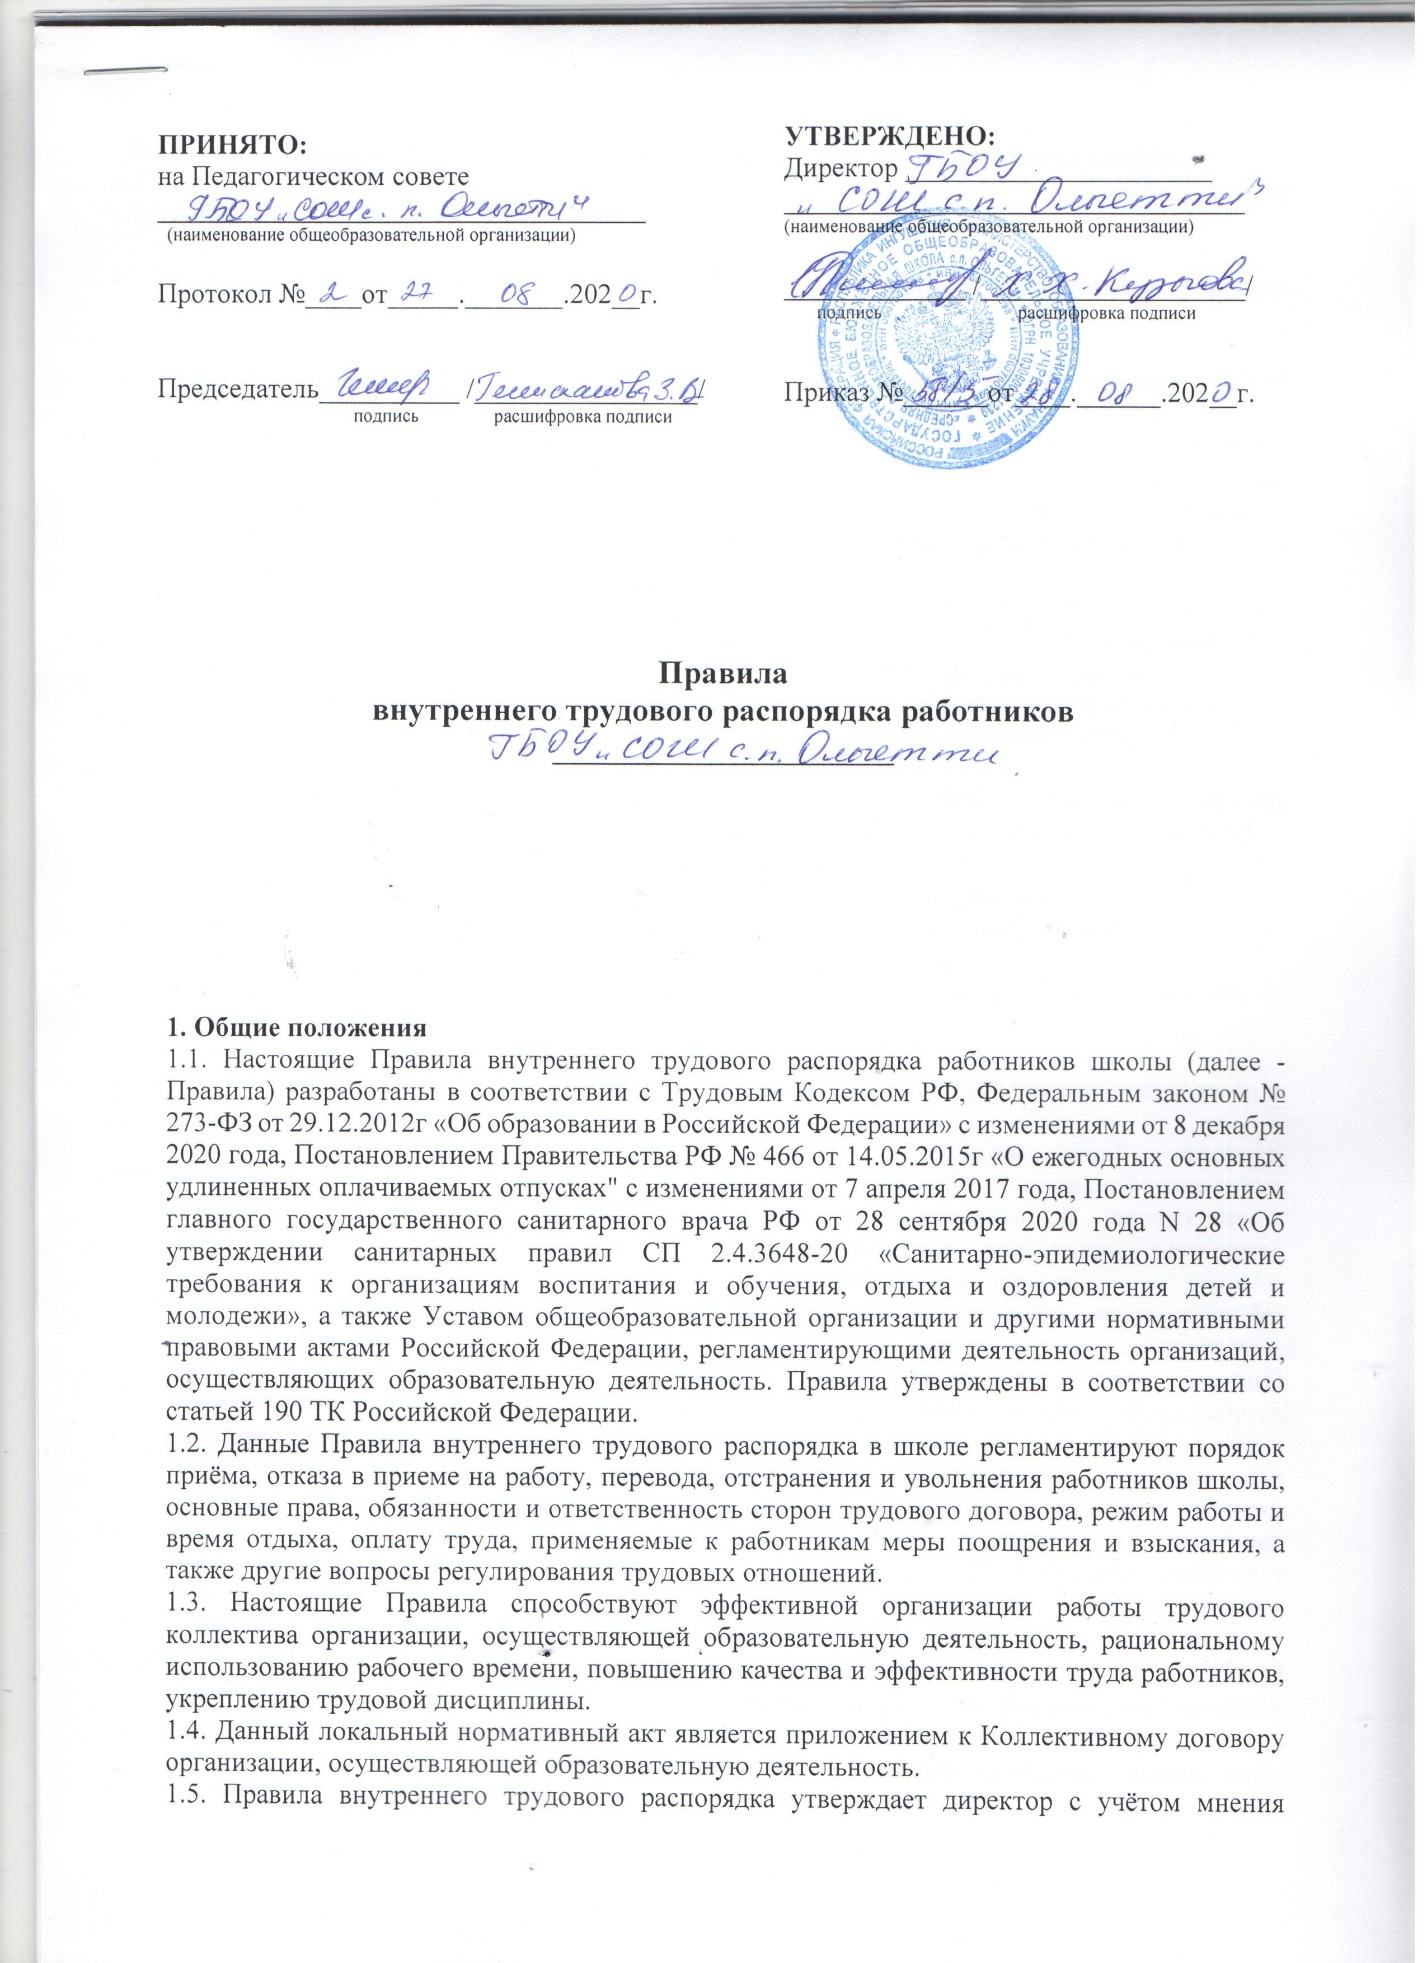 ПРИНЯТО:
на Педагогическом совете
ГБОУ „СОШ с. п. Ольгетти"
(наименование общеобразовательной организации)
Протокол № 2 от 27 . 08 .2020 г.
Председатель /
подпись расшифровка подписи
УТВЕРЖДЕНО:
Директор ГБОУ
„ СОШ с.п. Ольгетти"
(наименование общеобразовательной организации)
/ Х. Х. /
подпись расшифровка подписи
Приказ № от 28 . 08 .2020 г.
Правила
внутреннего трудового распорядка работников
ГБОУ „ СОШ с. п. Ольгетти
1. Общие положения
1.1. Настоящие Правила внутреннего трудового распорядка работников школы (далее -
Правила) разработаны в соответствии с Трудовым Кодексом РФ, Федеральным законом №
273-ФЗ от 29.12.2012г «Об образовании в Российской Федерации» с изменениями от 8 декабря
2020 года, Постановлением Правительства РФ № 466 от 14.05.2015г «О ежегодных основных
удлиненных оплачиваемых отпусках" с изменениями от 7 апреля 2017 года, Постановлением
главного государственного санитарного врача РФ от 28 сентября 2020 года N 28 «Об
утверждении санитарных правил СП 2.4.3648-20 «Санитарно-эпидемиологические
требования к организациям воспитания и обучения, отдыха и оздоровления детей и
молодежи», а также Уставом общеобразовательной организации и другими нормативными
правовыми актами Российской Федерации, регламентирующими деятельность организаций,
осуществляющих образовательную деятельность. Правила утверждены в соответствии со
статьей 190 ТК Российской Федерации.
1.2. Данные Правила внутреннего трудового распорядка в школе регламентируют порядок
приёма, отказа в приеме на работу, перевода, отстранения и увольнения работников школы,
основные права, обязанности и ответственность сторон трудового договора, режим работы и
время отдыха, оплату труда, применяемые к работникам меры поощрения и взыскания, а
также другие вопросы регулирования трудовых отношений.
1.3. Настоящие Правила способствуют эффективной организации работы трудового
коллектива организации, осуществляющей образовательную деятельность, рациональному
использованию рабочего времени, повышению качества и эффективности труда работников,
укреплению трудовой дисциплины.
1.4. Данный локальный нормативный акт является приложением к Коллективному договору
организации, осуществляющей образовательную деятельность.
1.5. Правила внутреннего трудового распорядка утверждает директор с учётом мнения